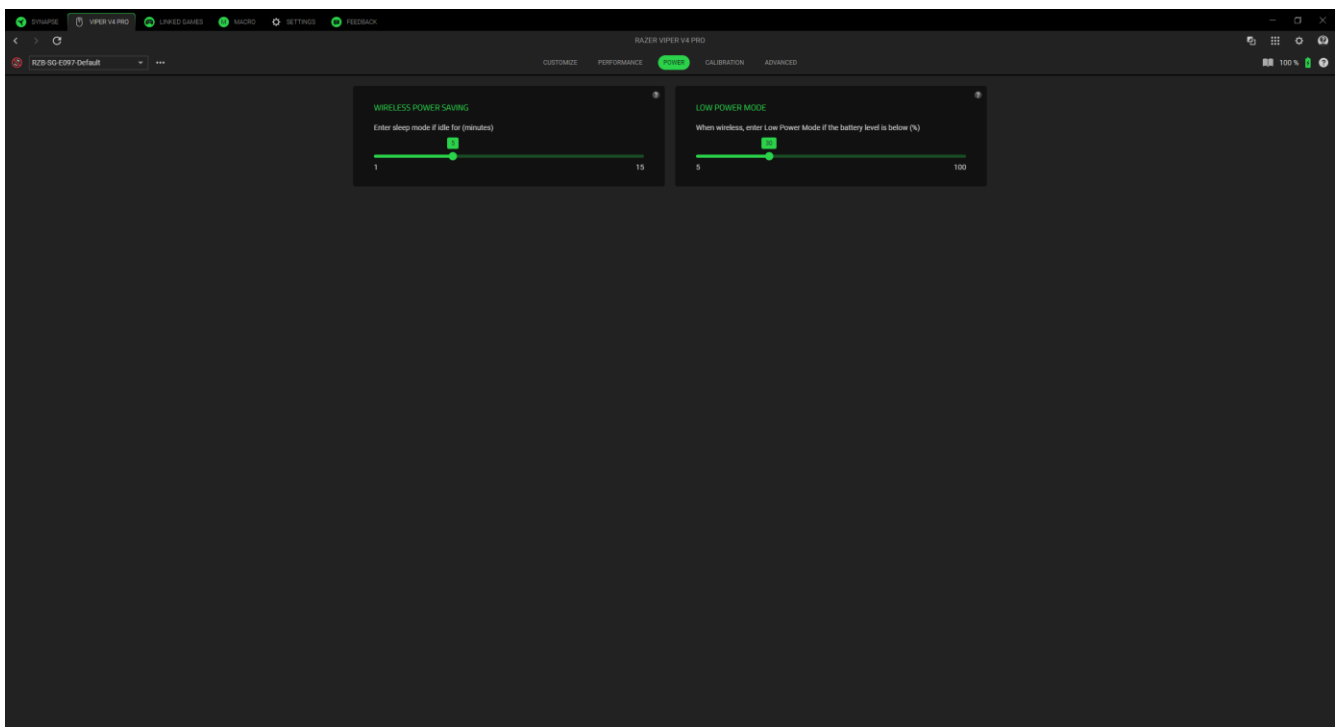 SYNAPSE VIPER V4 PRO LINKED GAMES MACRO SETTINGS FEEDBACK
RAZER VIPER V4 PRO
RZB-SG-E097-Default CUSTOMIZE PERFORMANCE POWER CALIBRATION ADVANCED 100 %
WIRELESS POWER SAVING
Enter sleep mode if idle for (minutes)
5
1 15
LOW POWER MODE
When wireless, enter Low Power Mode if the battery level is below (%)
30
5 100